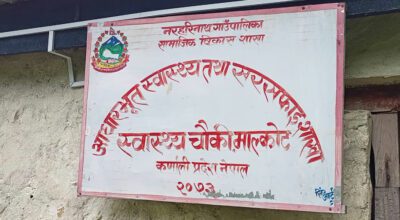 नरहरिनाथ गाउँपालिका
सामाजिक विकास शाखा
आधारभूत स्वास्थ्य तथा सरसफाई शाखा
स्वास्थ्य चौकी मालकोट
कर्णाली प्रदेश नेपाल
२०७३